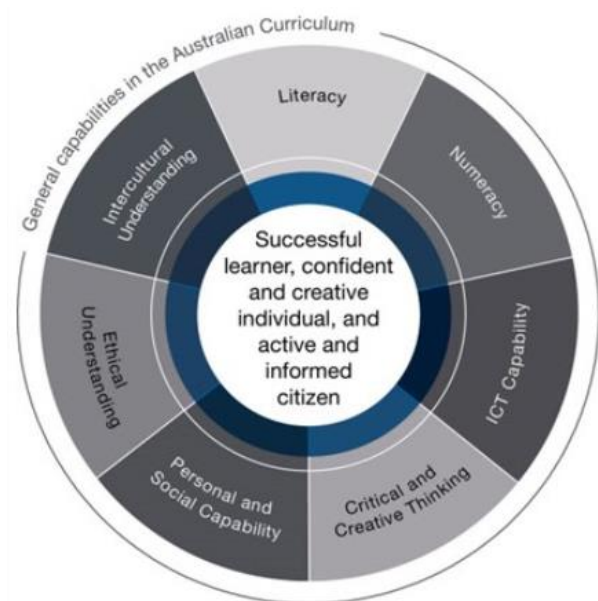 General capabilities in the Australian Curriculum
Literacy
Numeracy
ICT Capability
Critical and
Creative Thinking
Personal and
Social Capability
Ethical
Understanding
Intercultural
Understanding
Successful
learner, confident
and creative
individual, and
active and
informed
citizen